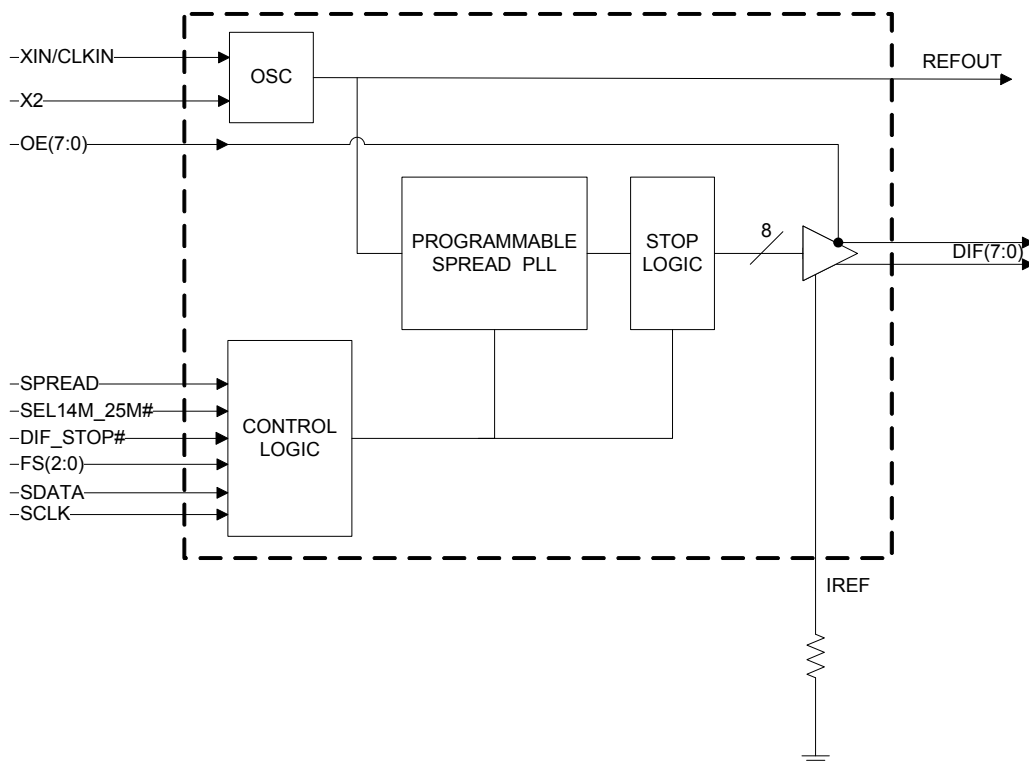 XIN/CLKIN
OSC
REFOUT
X2
OE(7:0)
PROGRAMMABLE
SPREAD PLL
STOP
LOGIC
8
DIF(7:0)
SPREAD
SEL14M_25M#
DIF_STOP#
FS(2:0)
SDATA
SCLK
CONTROL
LOGIC
IREF